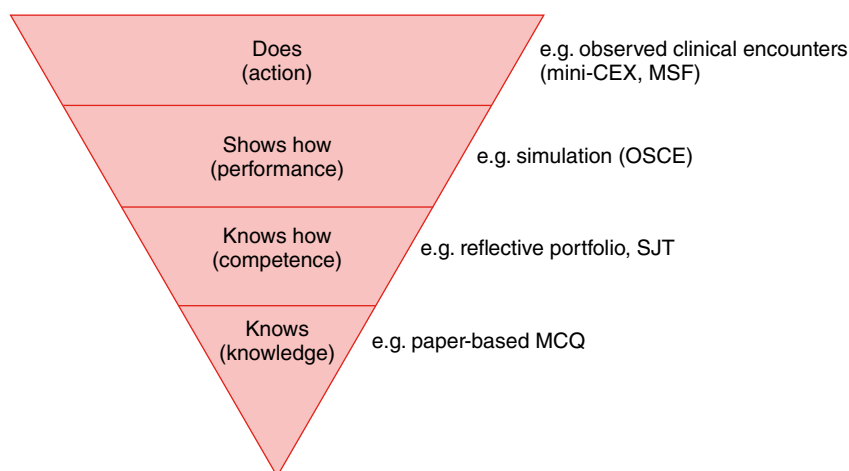 Does
(action)
e.g. observed clinical encounters
(mini-CEX, MSF)
Shows how
(performance)
e.g. simulation (OSCE)
Knows how
(competence)
e.g. reflective portfolio, SJT
Knows
(knowledge)
e.g. paper-based MCQ